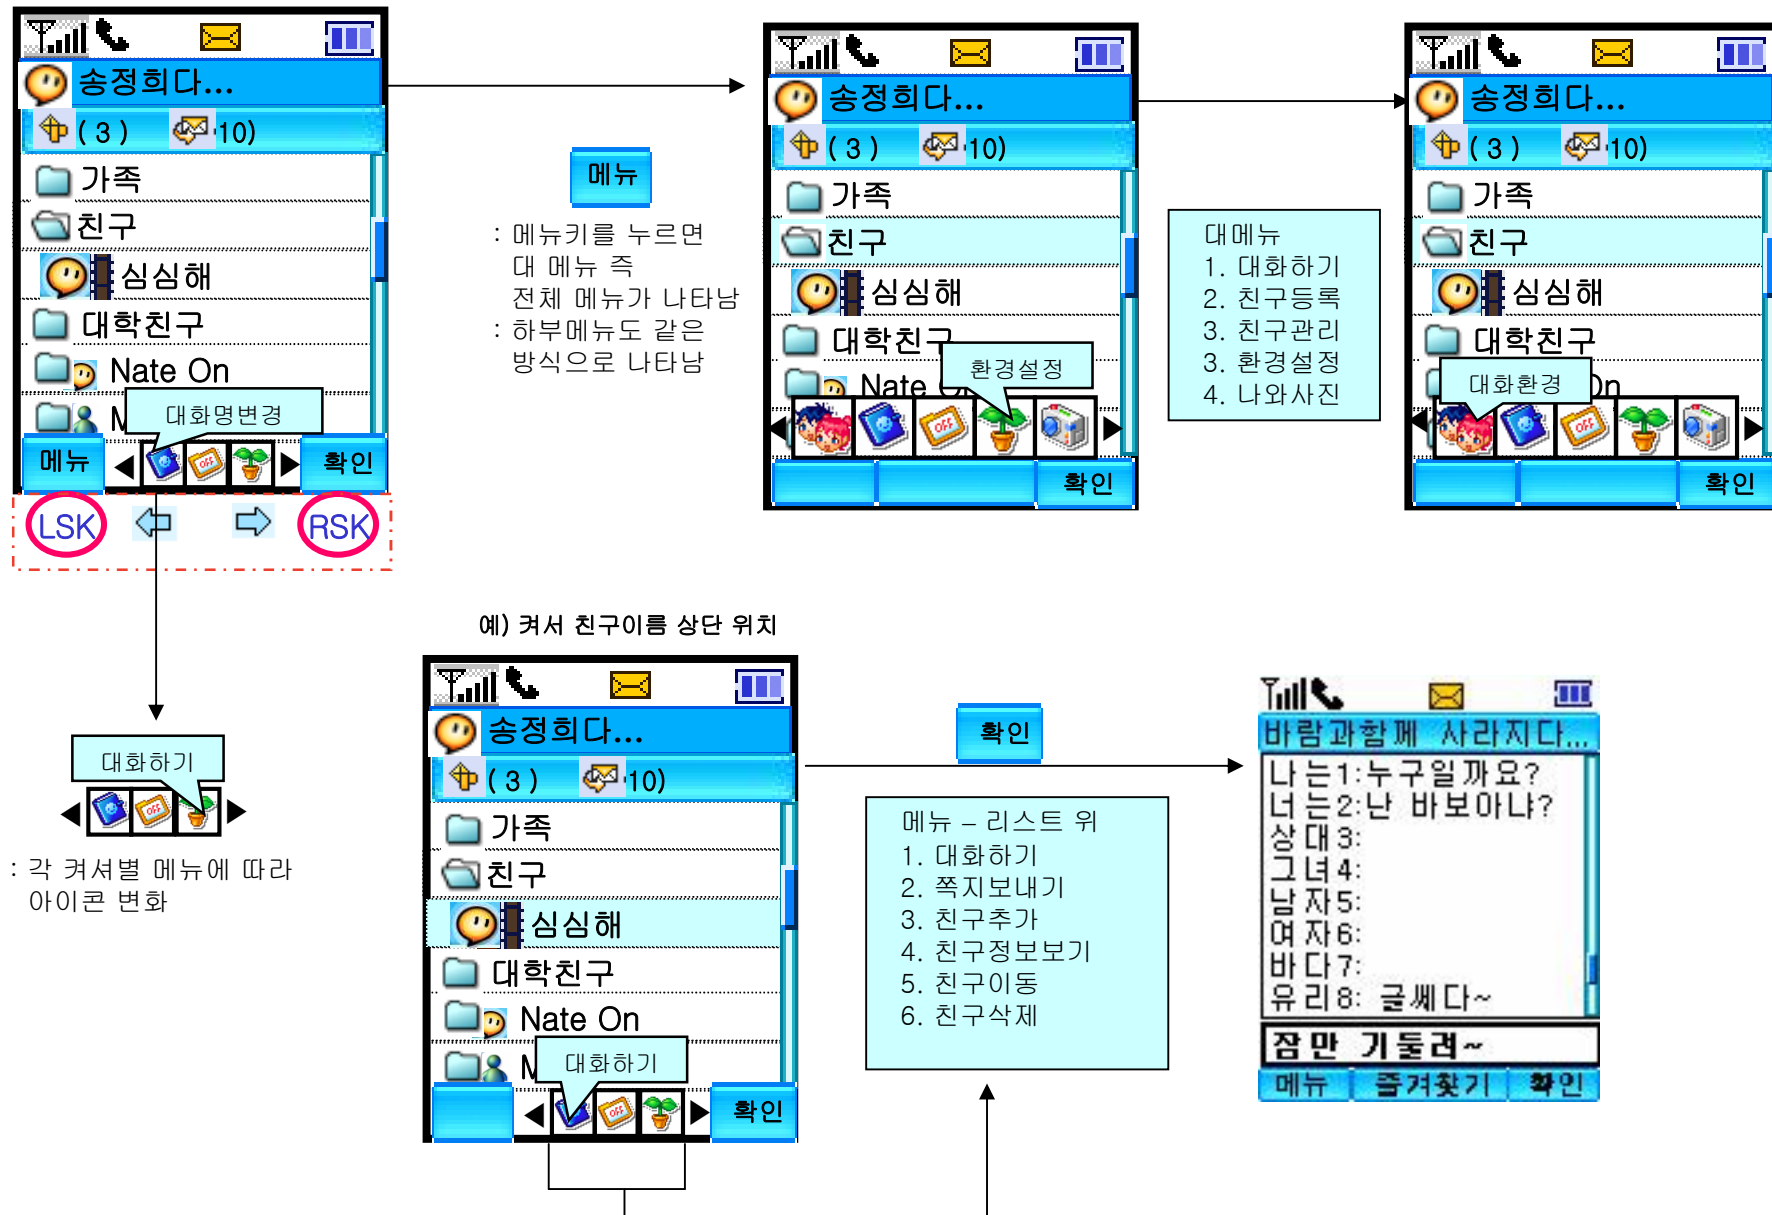 송정희다...
( 3 ) 10)
가족
친구
심심해
대학친구
Nate On
M
대화명변경
메뉴
확인
LSK
RSK
메뉴
: 메뉴키를 누르면
대 메뉴 즉
전체 메뉴가 나타남
: 하부메뉴도 같은
방식으로 나타남
송정희다...
( 3 ) 10)
가족
친구
심심해
대학친구
Nate On
환경설정
확인
대메뉴
1. 대화하기
2. 친구등록
3. 친구관리
3. 환경설정
4. 나와사진
송정희다...
( 3 ) 10)
가족
친구
심심해
대학친구
On
대화환경
확인
대화하기
: 각 켜서별 메뉴에 따라
아이콘 변화
예) 켜서 친구이름 상단 위치
송정희다...
( 3 ) 10)
가족
친구
심심해
대학친구
Nate On
M
대화하기
확인
확인
메뉴 – 리스트 위
1. 대화하기
2. 쪽지보내기
3. 친구추가
4. 친구정보보기
5. 친구이동
6. 친구삭제
바람과함께 사라지다...
나는1:누구일까요?
너는2:난 바보아냐?
상대3:
그녀4:
남자5:
여자6:
바다7:
유리8: 글쎄다~
잠만 기둘려~
메뉴 즐겨찾기 확인